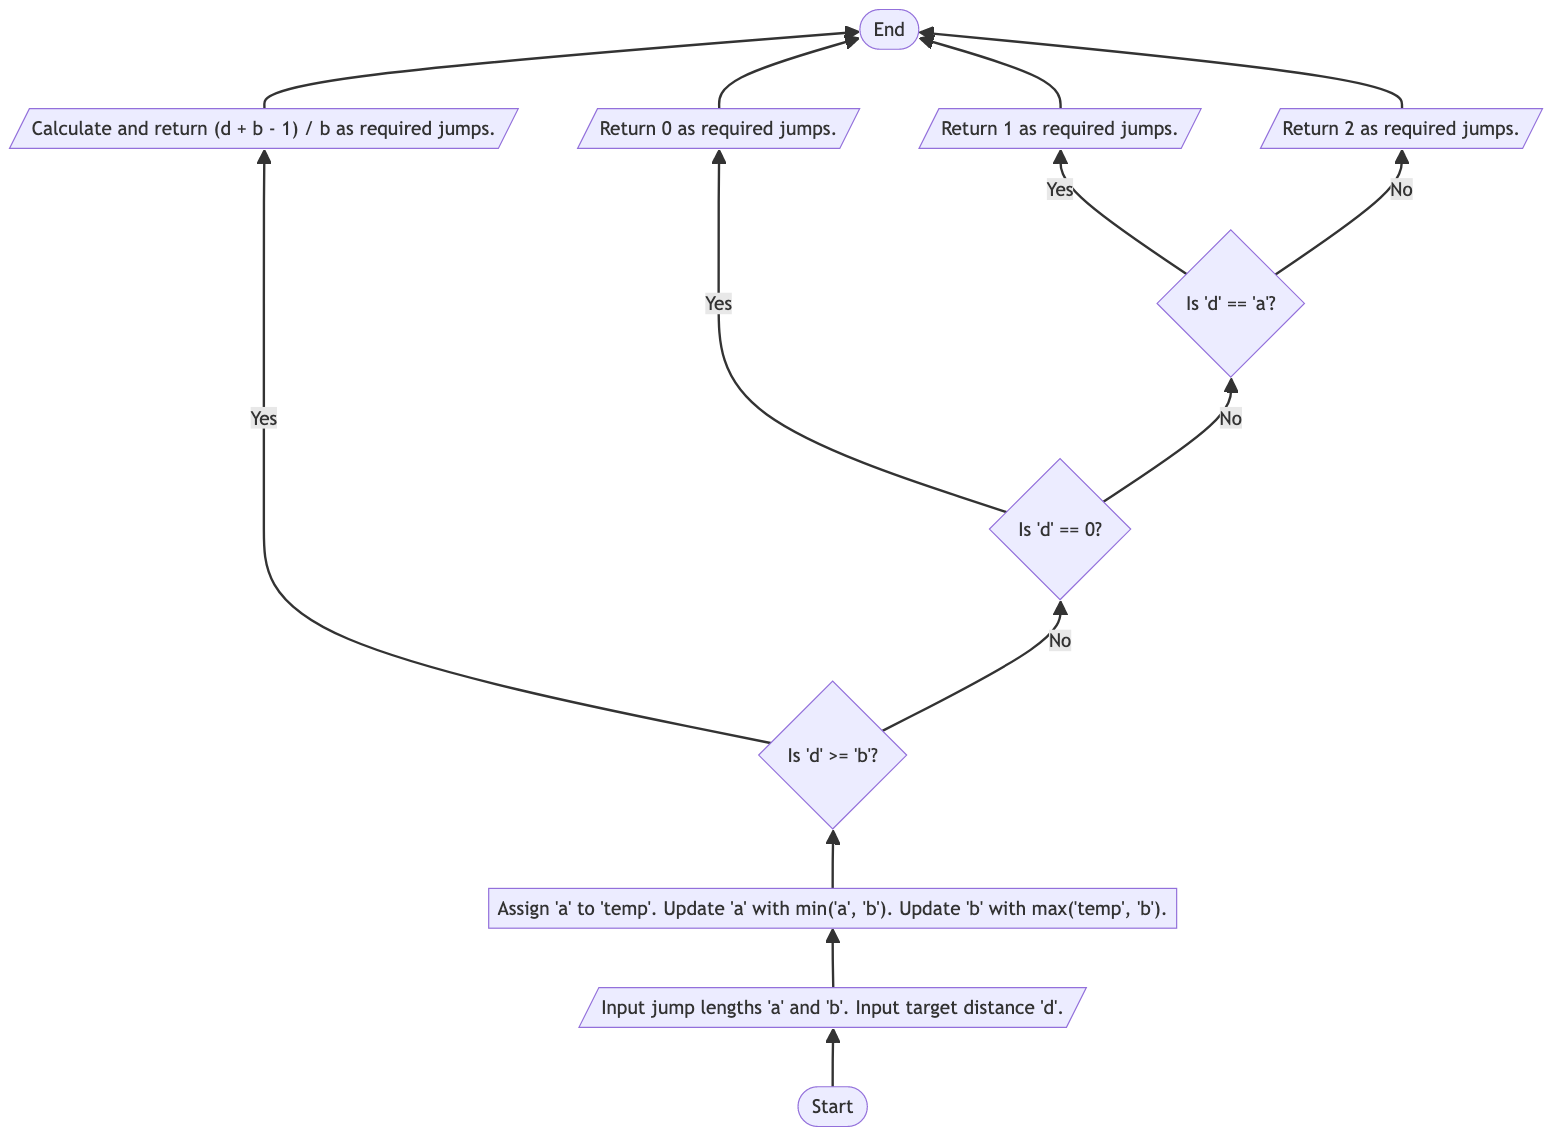 End
Calculate and return (d + b - 1) / b as required jumps.
Return 0 as required jumps.
Return 1 as required jumps.
Return 2 as required jumps.
Yes
No
Yes
Is 'd' == 'a'?
Yes
No
Is 'd' == 0?
No
Is 'd' >= 'b'?
Assign 'a' to 'temp'. Update 'a' with min('a', 'b'). Update 'b' with max('temp', 'b').
Input jump lengths 'a' and 'b'. Input target distance 'd'.
Start